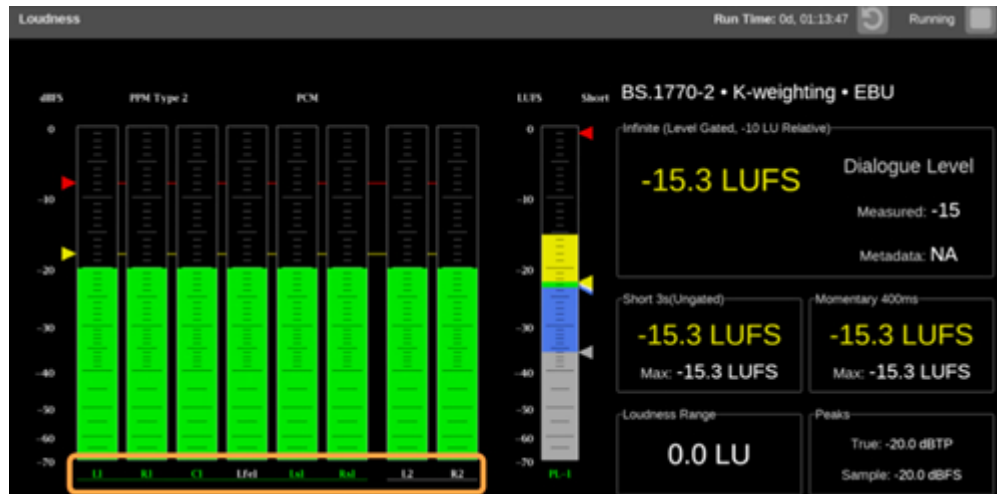 Loudness Run Time: 0d, 01:13:47 Running
dBFS PPM Type 2 PCM LUFS Short BS.1770-2 • K-weighting • EBU
0 0 Infinite (Level Gated, -10 LU Relative)
-15.3 LUFS Dialogue Level
-10 -10 Measured: -15
Metadata: NA
-20 -20
Short 3s(Ungated) Momentary 400ms
-30 -30 -15.3 LUFS -15.3 LUFS
-40 -40 Max: -15.3 LUFS Max: -15.3 LUFS
-50 -50 Loudness Range Peaks
-60 -60 0.0 LU True: -20.0 dBTP
-70 -70 Sample: -20.0 dBFS
L1 R1 C1 LFe1 Ls1 Rs1 L2 R2 PL-1